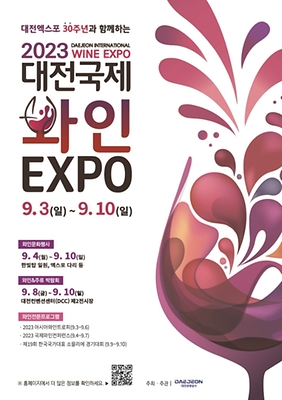 대전엑스포 30주년과 함께하는
2023 DAEJEON INTERNATIONAL
WINE EXPO
대전국제
와인
EXPO
9.3(일) ~ 9.10(일)
와인문화행사
9. 4(월) ~ 9. 10(일)
한빛탑 일원, 엑스포 다리 등
와인&주류 박람회
9. 8(금) ~ 9. 10(일)
대전컨벤션센터(DCC) 제2전시장
와인전문프로그램
- 2023 아시아와인트로피(9.3~9.6)
- 2023 국제와인컨퍼런스(9.4~9.7)
- 제19회 한국국가대표 소믈리에 경기대회 (9.9~9.10)
※ 홈페이지에서 더 많은 정보를 확인하세요. ▶
주최 · 주관 | DAEJEON
대전관광공사